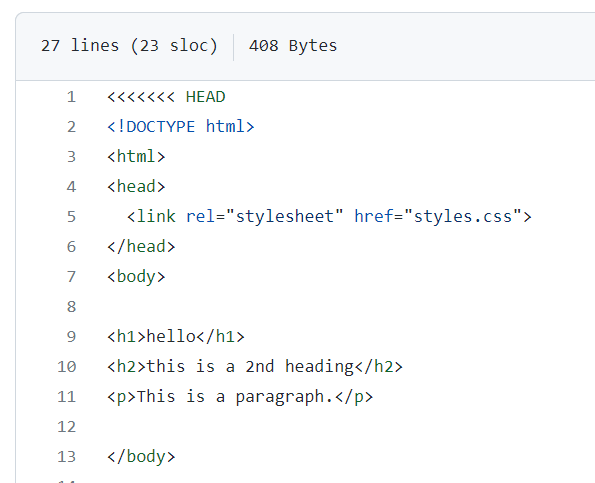 27 lines (23 sloc) 408 Bytes
1 <<<<<<< HEAD
2 <!DOCTYPE html>
3 <html>
4 <head>
5   <link rel="stylesheet" href="styles.css">
6 </head>
7 <body>
8
9 <h1>hello</h1>
10 <h2>this is a 2nd heading</h2>
11 <p>This is a paragraph.</p>
12
13 </body>